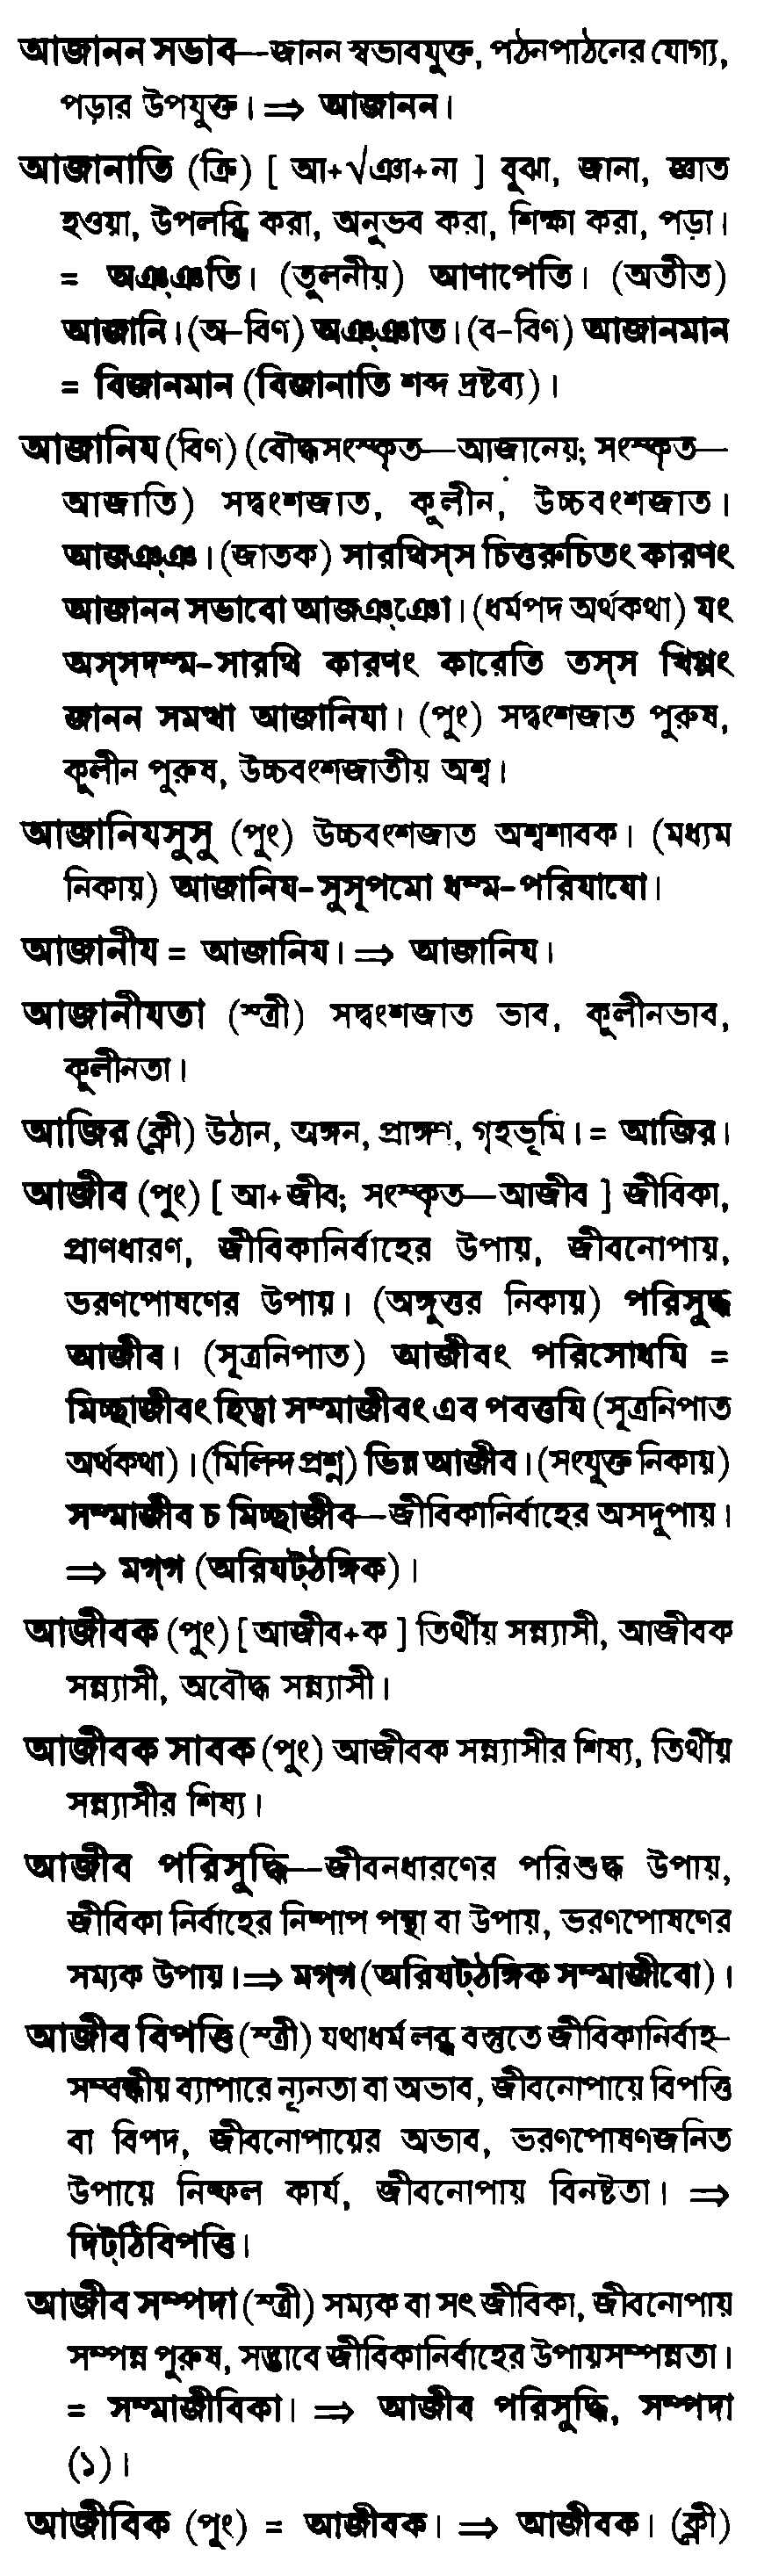 আজানন সভাব—জানন স্বভাবযুক্ত, পঠনপাঠনের যোগ্য,
পড়ার উপযুক্ত। ⇒ আজানন।
আজানাতি (ক্রি) [ আ+√ঞা+না ] বুঝা, জানা, জ্ঞাত
হওয়া, উপলব্ধি করা, অনুভব করা, শিক্ষা করা, পড়া।
= অঞ্ঞতি। (তুলনীয়) আণাপেতি। (অতীত)
আজানি। (অ-বিণ) অঞ্ঞাত। (ব-বিণ) আজানমান
= বিজানমান (বিজানাতি শব্দ দ্রষ্টব্য)।
আজানিয (বিণ) (বৌদ্ধসংস্কৃত—আজানেয়; সংস্কৃত—
আজাতি) সদ্বংশজাত, কুলীন, উচ্চবংশজাত।
আজঞ্ঞ। (জাতক) সারথিস্স চিত্তরুচিতং কারণং
আজানন সভাবো আজঞ্ঞো। (ধর্মপদ অর্থকথা) যং
অস্সদম্ম-সারথি কারণং কারেতি তস্স খিপ্পং
জানন সমত্থা আজানিযা। (পুং) সদ্বংশজাত পুরুষ,
কুলীন পুরুষ, উচ্চবংশজাতীয় অশ্ব।
আজানিযসুসু (পুং) উচ্চবংশজাত অশ্বশাবক। (মধ্যম
নিকায়) আজানিয-সুসূপমো ধম্ম-পরিযাযো।
আজানীয = আজানিয। ⇒ আজানিয।
আজানীযতা (স্ত্রী) সদ্বংশজাত ভাব, কুলীনভাব,
কুলীনতা।
আজির (ক্লী) উঠান, অঙ্গন, প্রাঙ্গণ, গৃহভূমি। = আজির।
আজীব (পুং) [ আ+জীব; সংস্কৃত—আজীব ] জীবিকা,
প্রাণধারণ, জীবিকানির্বাহের উপায়, জীবনোপায়,
ভরণপোষণের উপায়। (অঙ্গুত্তর নিকায়) পরিসুদ্ধ
আজীব। (সূত্রনিপাত) আজীবং পরিসোধযি =
মিচ্ছাজীবং হিত্বা সম্মাজীবং এব পবত্তযি (সূত্রনিপাত
অর্থকথা)। (মিলিন্দ প্রশ্ন) ভিন্ন আজীব। (সংযুক্ত নিকায়)
সম্মাজীব চ মিচ্ছাজীব—জীবিকানির্বাহের অসদুপায়।
⇒ মগ্গ (অরিযট্ঠঙ্গিক)।
আজীবক (পুং) [ আজীব+ক ] তির্থীয় সন্ন্যাসী, আজীবক
সন্ন্যাসী, অবৌদ্ধ সন্ন্যাসী।
আজীবক সাবক (পুং) আজীবক সন্ন্যাসীর শিষ্য, তির্থীয়
সন্ন্যাসীর শিষ্য।
আজীব পরিসুদ্ধি—জীবনধারণের পরিশুদ্ধ উপায়,
জীবিকা নির্বাহের নিষ্পাপ পন্থা বা উপায়, ভরণপোষণের
সম্যক উপায়। ⇒ মগ্গ (অরিযট্ঠঙ্গিক সম্মাজীবো)।
আজীব বিপত্তি (স্ত্রী) যথাধর্ম লব্ধ বস্তুতে জীবিকানির্বাহ-
সম্বন্ধীয় ব্যাপারে ন্যূনতা বা অভাব, জীবনোপায়ে বিপত্তি
বা বিপদ, জীবনোপায়ের অভাব, ভরণপোষণজনিত
উপায়ে নিষ্ফল কার্য, জীবনোপায় বিনষ্টতা। ⇒
দিট্ঠিবিপত্তি।
আজীব সম্পদা (স্ত্রী) সম্যক বা সৎ জীবিকা, জীবনোপায়
সম্পন্ন পুরুষ, সদ্ভাবে জীবিকানির্বাহের উপায়সম্পন্নতা।
= সম্মাজীবিকা। ⇒ আজীব পরিসুদ্ধি, সম্পদা
(১)।
আজীবিক (পুং) = আজীবক। ⇒ আজীবক। (ক্লী)